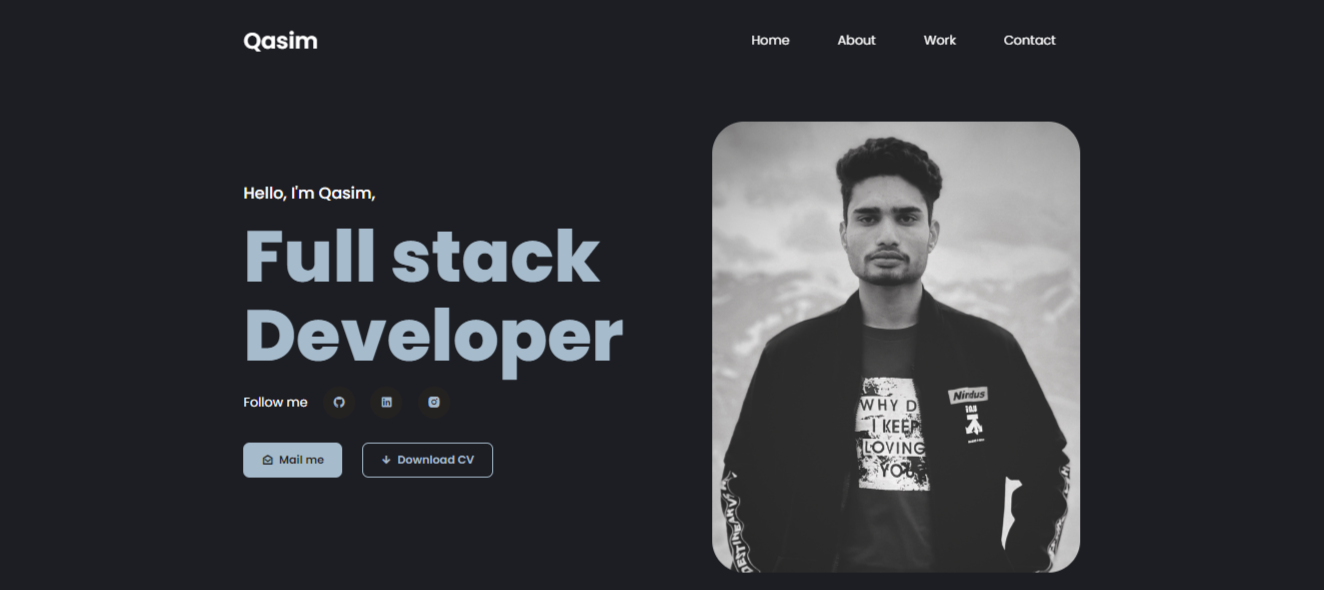 Qasim
Home About Work Contact
Hello, I'm Qasim,
Full stack
Developer
Follow me
Mail me Download CV
WHY D
I KEEP
LOVING
YOU
Nirdus